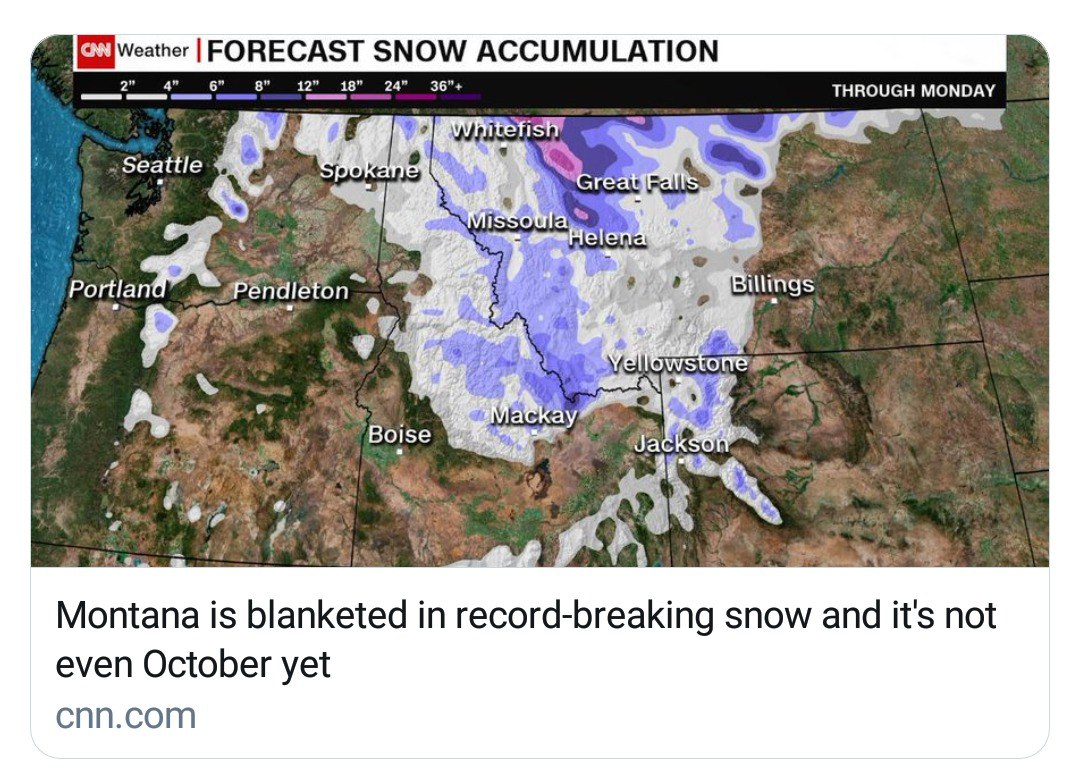 CNN Weather FORECAST SNOW ACCUMULATION
2" 4" 6" 8" 12" 18" 24" 36"+
THROUGH MONDAY
Whitefish
Seattle
Spokane
Great Falls
Missoula
Helena
Portland
Pendleton
Billings
Yellowstone
Mackay
Boise
Jackson
Montana is blanketed in record-breaking snow and it's not
even October yet
cnn.com